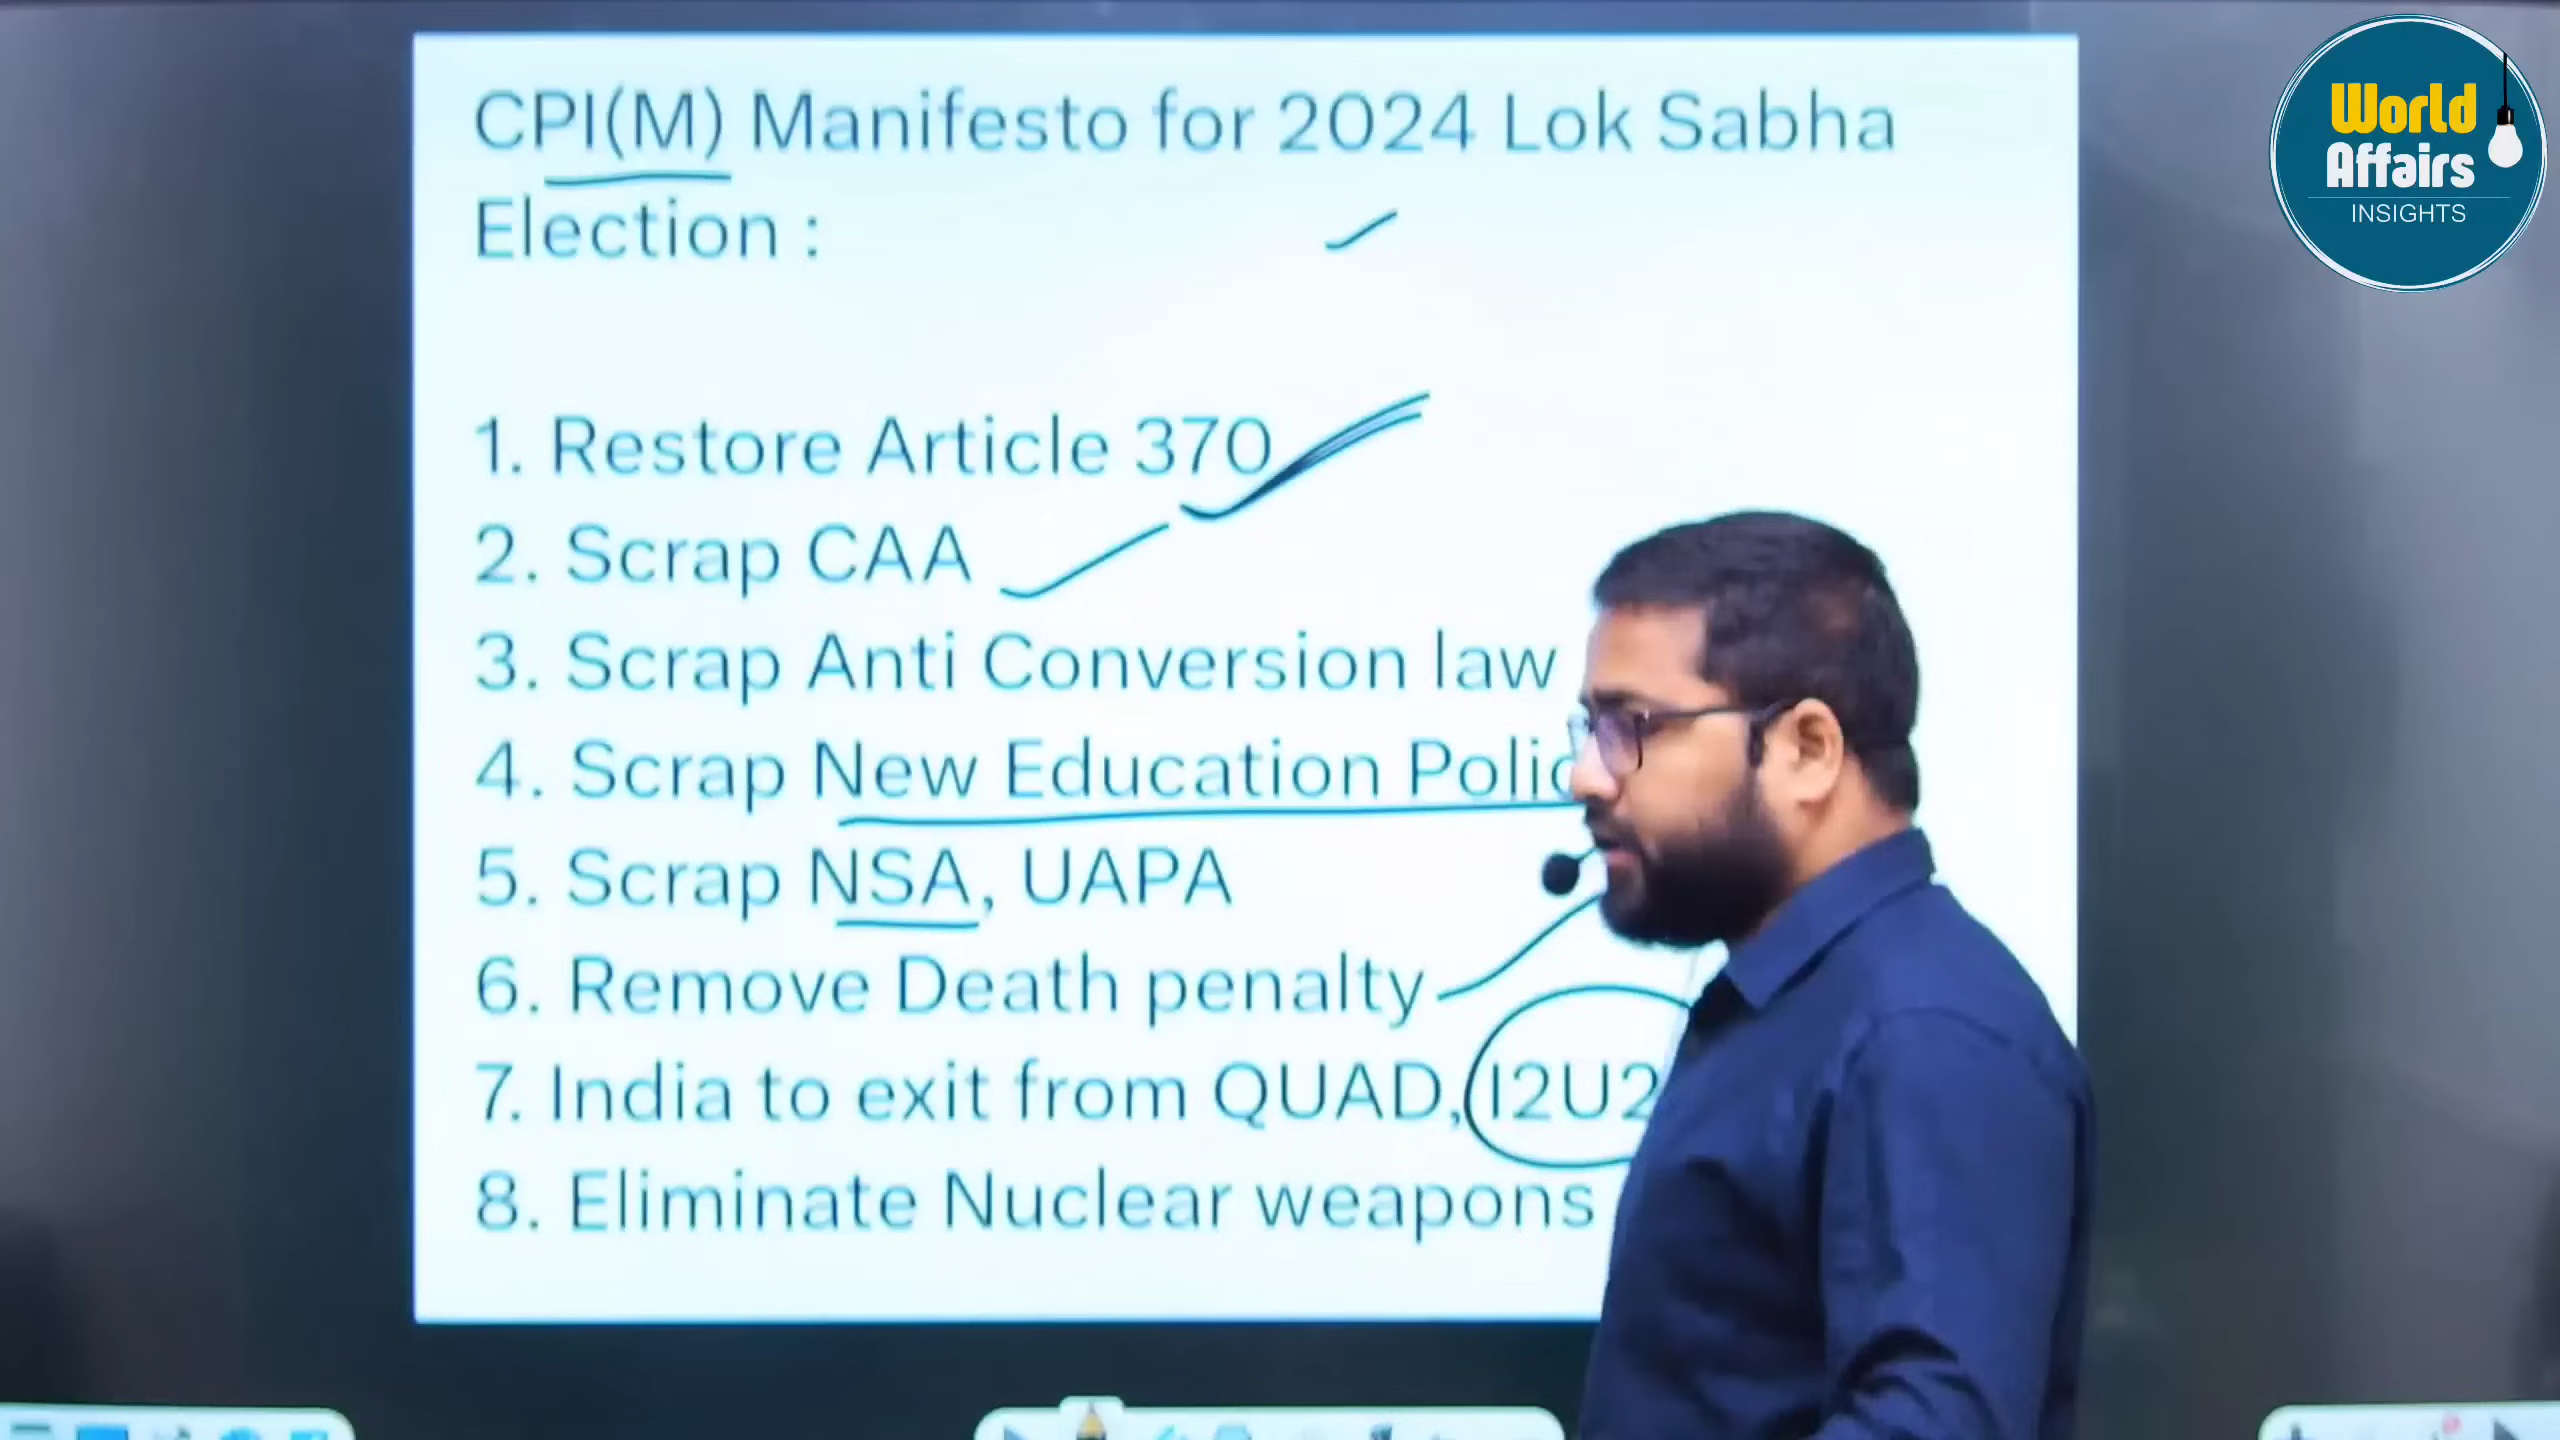 CPI(M) Manifesto for 2024 Lok Sabha
Election :
1. Restore Article 370
2. Scrap CAA
3. Scrap Anti Conversion law
4. Scrap New Education
5. Scrap NSA, UAPA
6. Remove Death penalty
7. India to exit from QUAD, I2U2
8. Eliminate Nuclear weapons
World
Affairs
INSIGHTS